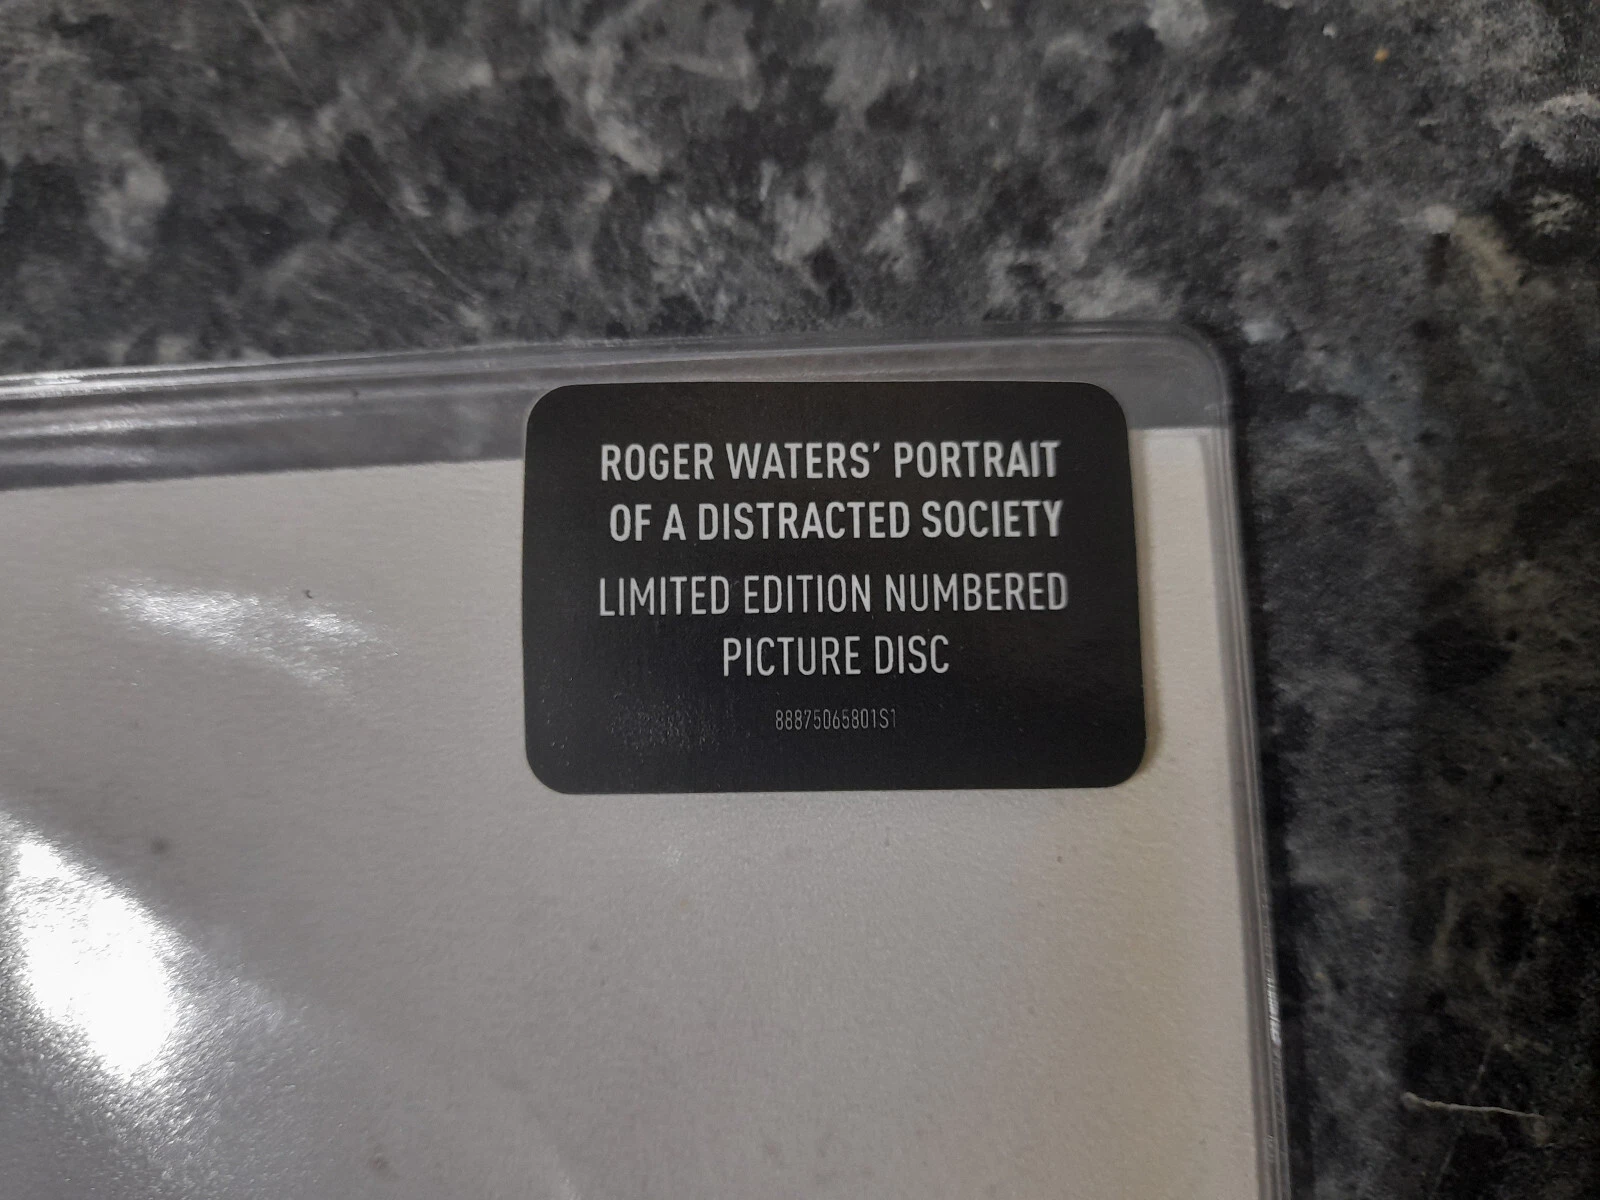 ROGER WATERS' PORTRAIT
OF A DISTRACTED SOCIETY
LIMITED EDITION NUMBERED
PICTURE DISC
88875065801S1